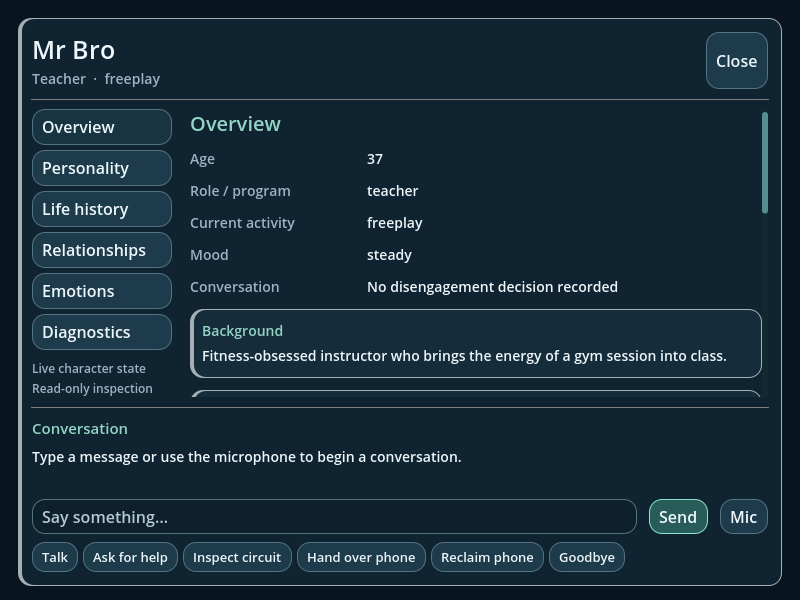 Mr Bro
Teacher · freeplay
Close
Overview
Personality
Life history
Relationships
Emotions
Diagnostics
Live character state
Read-only inspection
Overview
Age 37
Role / program teacher
Current activity freeplay
Mood steady
Conversation No disengagement decision recorded
Background
Fitness-obsessed instructor who brings the energy of a gym session into class.
Conversation
Type a message or use the microphone to begin a conversation.
Say something...
Send
Mic
Talk
Ask for help
Inspect circuit
Hand over phone
Reclaim phone
Goodbye